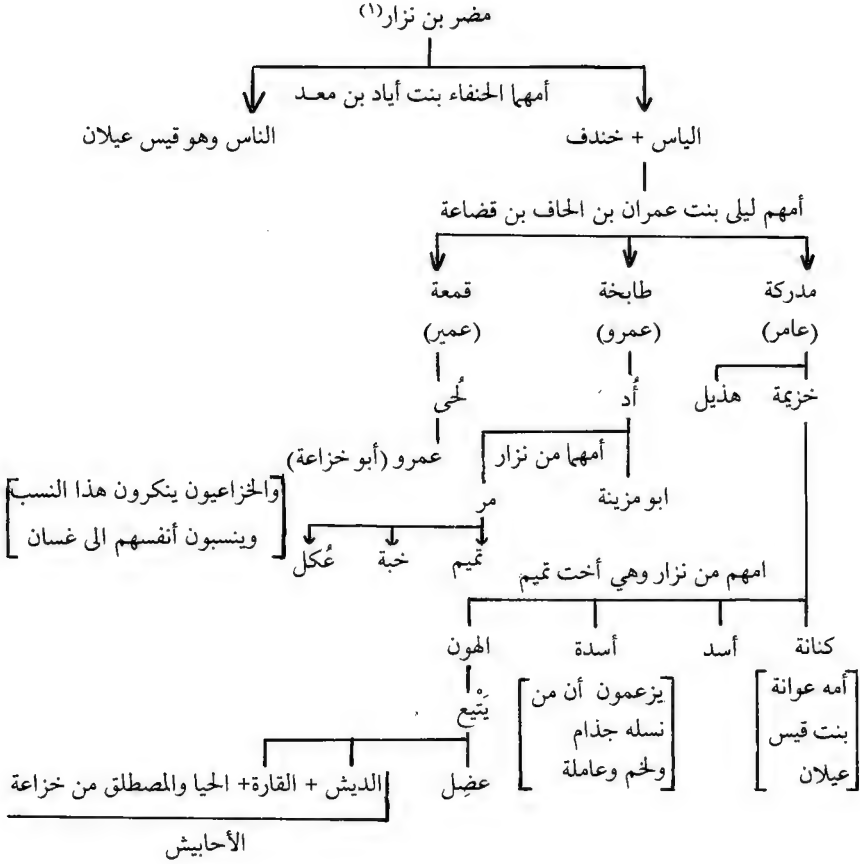 مضر بن نزار(١)
أمهما الحنفاء بنت أياد بن معد
الياس + خندف
الناس وهو قيس عيلان
أمهم ليلى بنت عمران بن الحاف بن قضاعة
مدركة
طابخة
قمعة
(عامر)
(عمرو)
(عمير)
خزيمة
هذيل
أُد
لُحى
أمهما من نزار
عمرو (أبو خزاعة)
والخزاعيون ينكرون هذا النسب
وينسبون أنفسهم الى غسان
ابو مزينة
مر
تميم
خبة
عُكل
امهم من نزار وهي أخت تميم
كنانة
أسد
أسدة
الهون
أمه عوانة
بنت قيس
عيلان
يزعمون أن من
نسله جذام
ولخم وعاملة
يَتْيع
عضِل
الديش + القارة + الحيا والمصطلق من خزاعة
الأحابيش